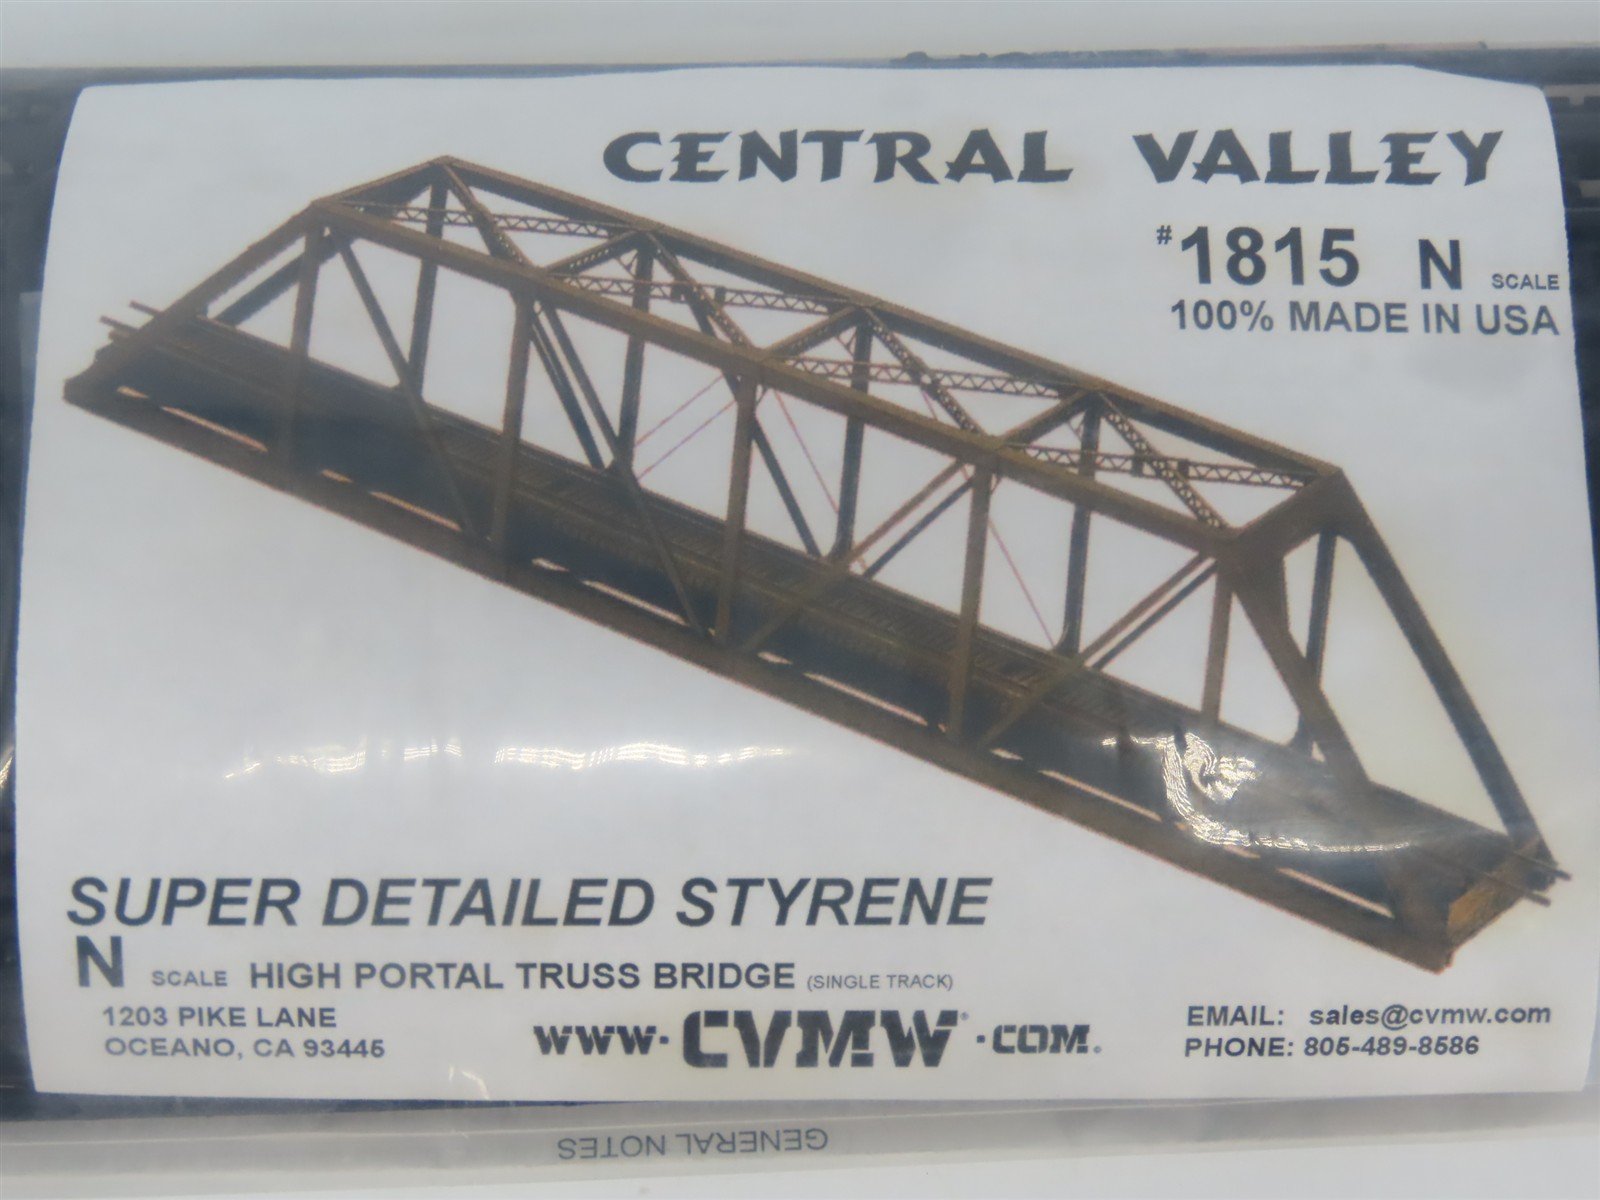 CENTRAL VALLEY
#1815 N SCALE
100% MADE IN USA
SUPER DETAILED STYRENE
N SCALE HIGH PORTAL TRUSS BRIDGE (SINGLE TRACK)
1203 PIKE LANE
OCEANO, CA 93445
WWW.CVMW®.COM.
EMAIL: sales@cvmw.com
PHONE: 805-489-8586
GENERAL NOTES